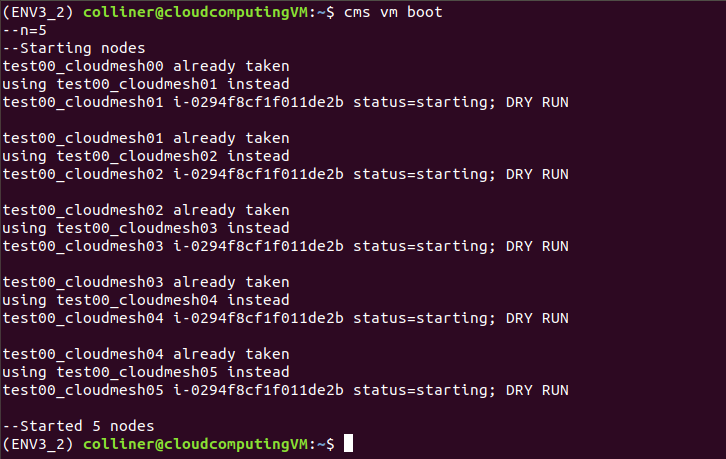 (ENV3_2) colliner@cloudcomputingVM:~$ cms vm boot
--n=5
--Starting nodes
test00_cloudmesh00 already taken
using test00_cloudmesh01 instead
test00_cloudmesh01 i-0294f8cf1f011de2b status=starting; DRY RUN
test00_cloudmesh01 already taken
using test00_cloudmesh02 instead
test00_cloudmesh02 i-0294f8cf1f011de2b status=starting; DRY RUN
test00_cloudmesh02 already taken
using test00_cloudmesh03 instead
test00_cloudmesh03 i-0294f8cf1f011de2b status=starting; DRY RUN
test00_cloudmesh03 already taken
using test00_cloudmesh04 instead
test00_cloudmesh04 i-0294f8cf1f011de2b status=starting; DRY RUN
test00_cloudmesh04 already taken
using test00_cloudmesh05 instead
test00_cloudmesh05 i-0294f8cf1f011de2b status=starting; DRY RUN
--Started 5 nodes
(ENV3_2) colliner@cloudcomputingVM:~$